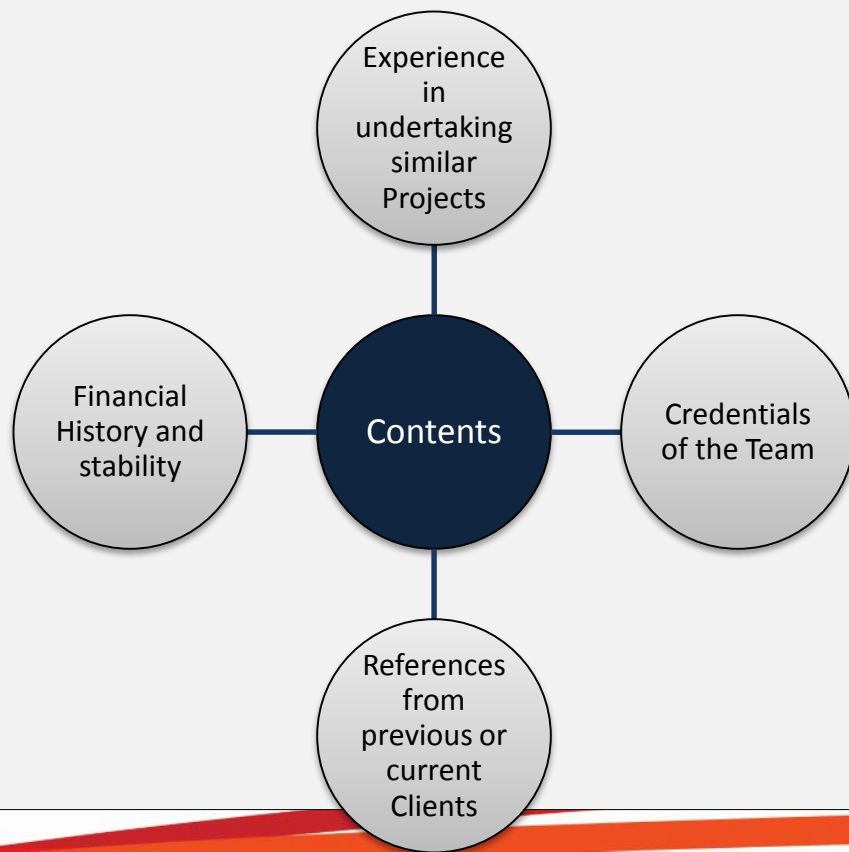 Experience
in
undertaking
similar
Projects
Financial
History and
stability
Contents
Credentials
of the Team
References
from
previous or
current
Clients